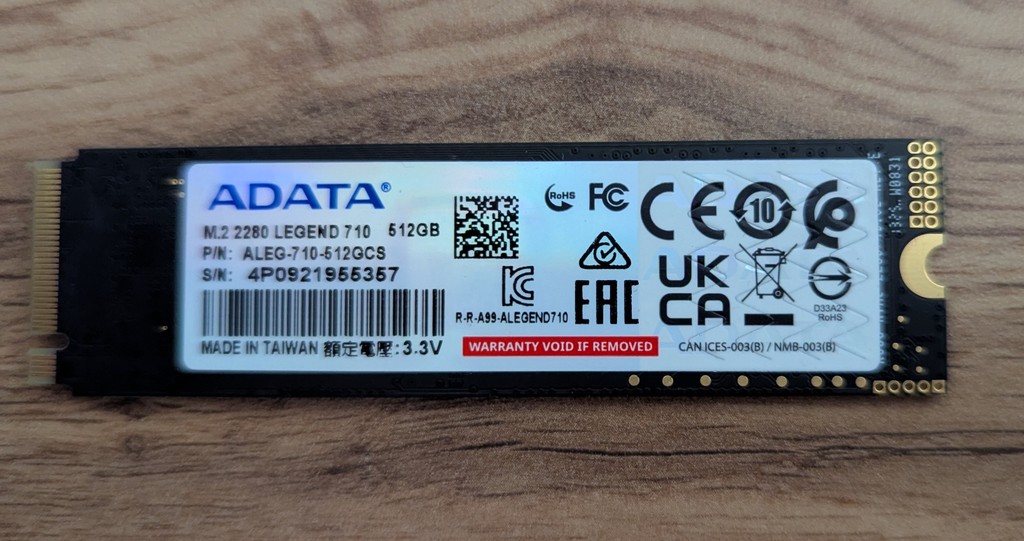 ADATA®
M.2 2280 LEGEND 710 512GB
P/N: ALEG-710-512GCS
S/N: 4P0921955357
MADE IN TAIWAN 額定電壓:3.3V
RoHS
FC
CE
10
UK
CA
EAC
R-R-A99-ALEGEND710
D33A23
RoHS
WARRANTY VOID IF REMOVED
CAN ICES-003(B) / NMB-003(B)